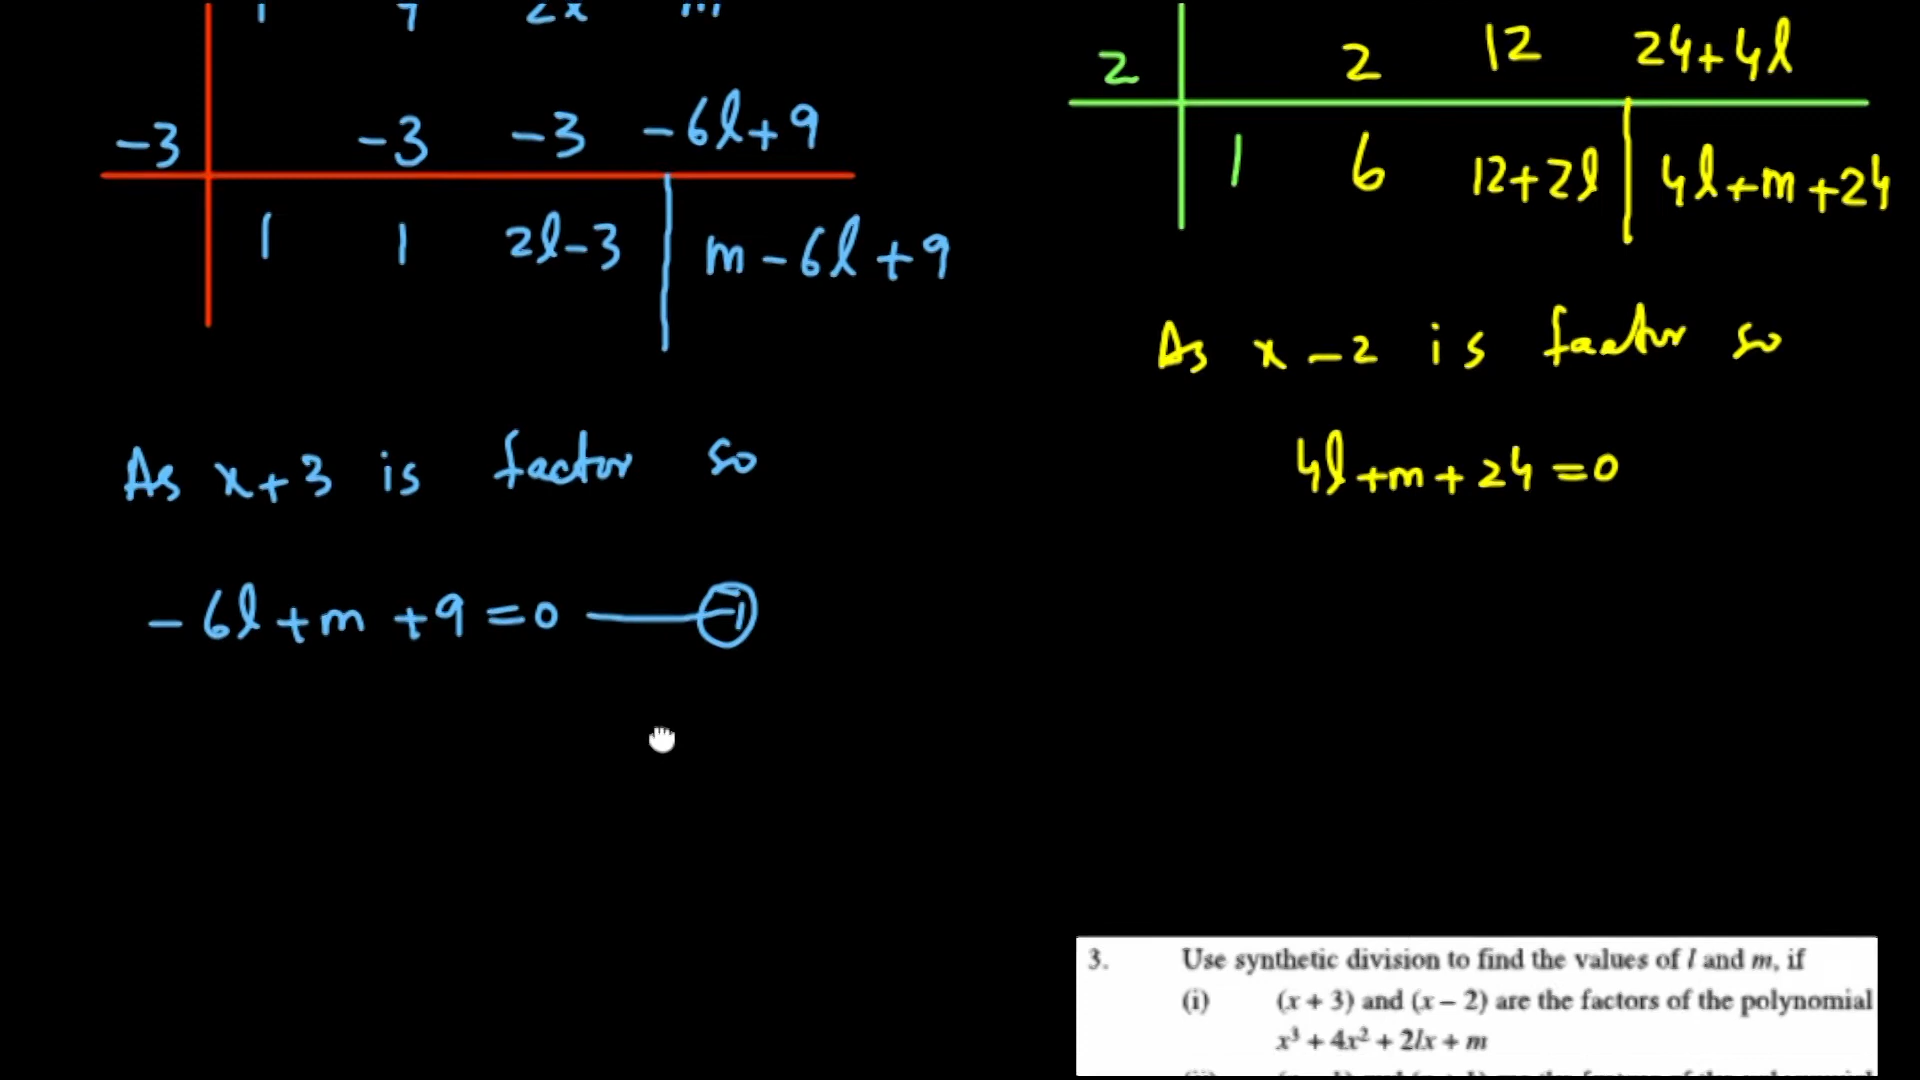 2 2 12 24+4l
-3 -3 -3 -6l+9
1 6 12+2l 4l+m+24
1 1 2l-3 m-6l+9
As x-2 is factor so
As x+3 is factor so
4l+m+24=0
-6l+m+9=0 ——— ①
3. Use synthetic division to find the values of l and m, if
(i) (x + 3) and (x – 2) are the factors of the polynomial
x³ + 4x² + 2lx + m